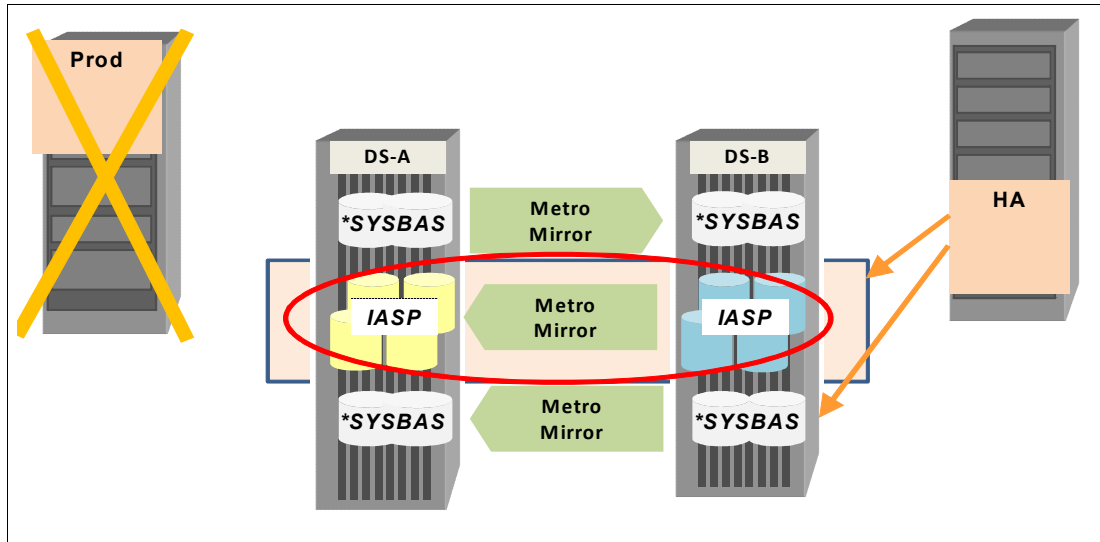 Prod
DS-A
DS-B
*SYSBAS
Metro
Mirror
*SYSBAS
HA
IASP
Metro
Mirror
IASP
*SYSBAS
Metro
Mirror
*SYSBAS